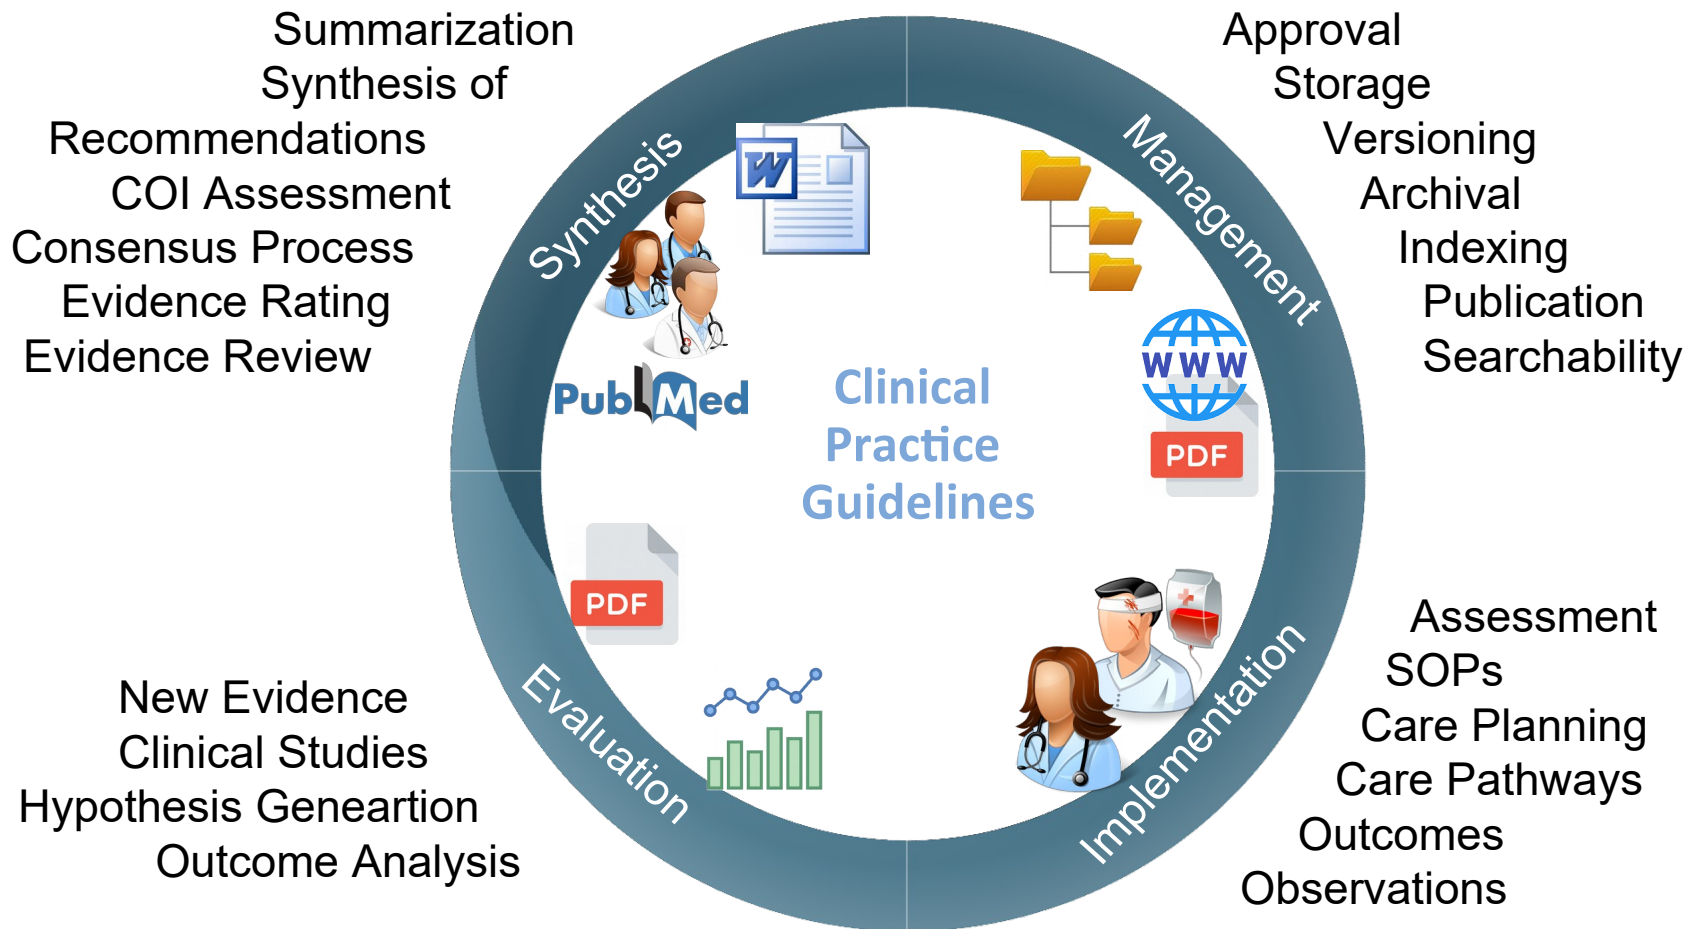 Summarization
Synthesis of
Recommendations
COI Assessment
Consensus Process
Evidence Rating
Evidence Review
Approval
Storage
Versioning
Archival
Indexing
Publication
Searchability
Synthesis
Management
W
PubMed
WWW
PDF
Clinical
Practice
Guidelines
PDF
Evaluation
Implementation
New Evidence
Clinical Studies
Hypothesis Geneartion
Outcome Analysis
Assessment
SOPs
Care Planning
Care Pathways
Outcomes
Observations